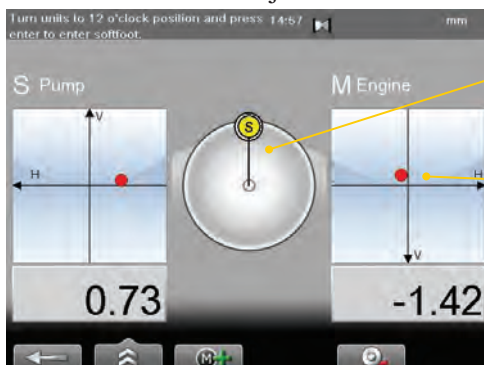 Turn units to 12 o'clock position and press 14:57 mm
enter to enter softfoot.
S Pump
M Engine
V
H
S
H
V
0.73
-1.42
M